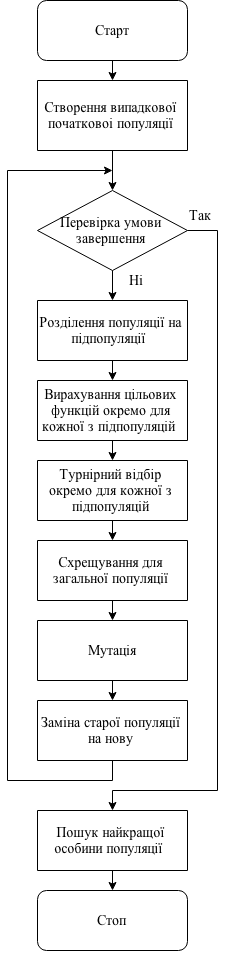 Старт
Створення випадкової
початкової популяції
Перевірка умови
завершення
Так
Ні
Розділення популяції на
підпопуляції
Вирахування цільових
функцій окремо для
кожної з підпопуляцій
Турнірний відбір
окремо для кожної з
підпопуляцій
Схрещування для
загальної популяції
Мутація
Заміна старої популяції
на нову
Пошук найкращої
особини популяції
Стоп